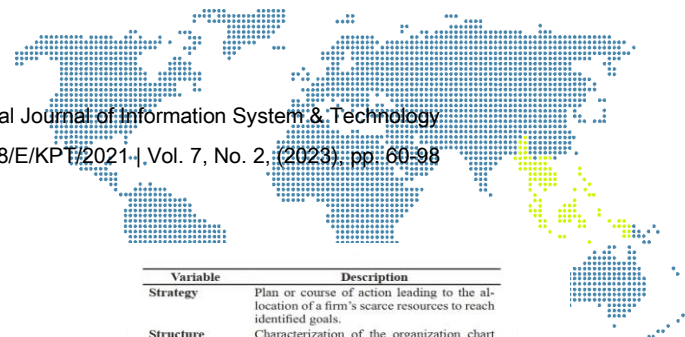 al Journal of Information System & Technology
8/E/KPT/2021 | Vol. 7, No. 2, (2023), pp. 60-98
Variable Description
Strategy Plan or course of action leading to the al-
location of a firm's scarce resources to reach
identified goals.
Structure Characterization of the organization chart